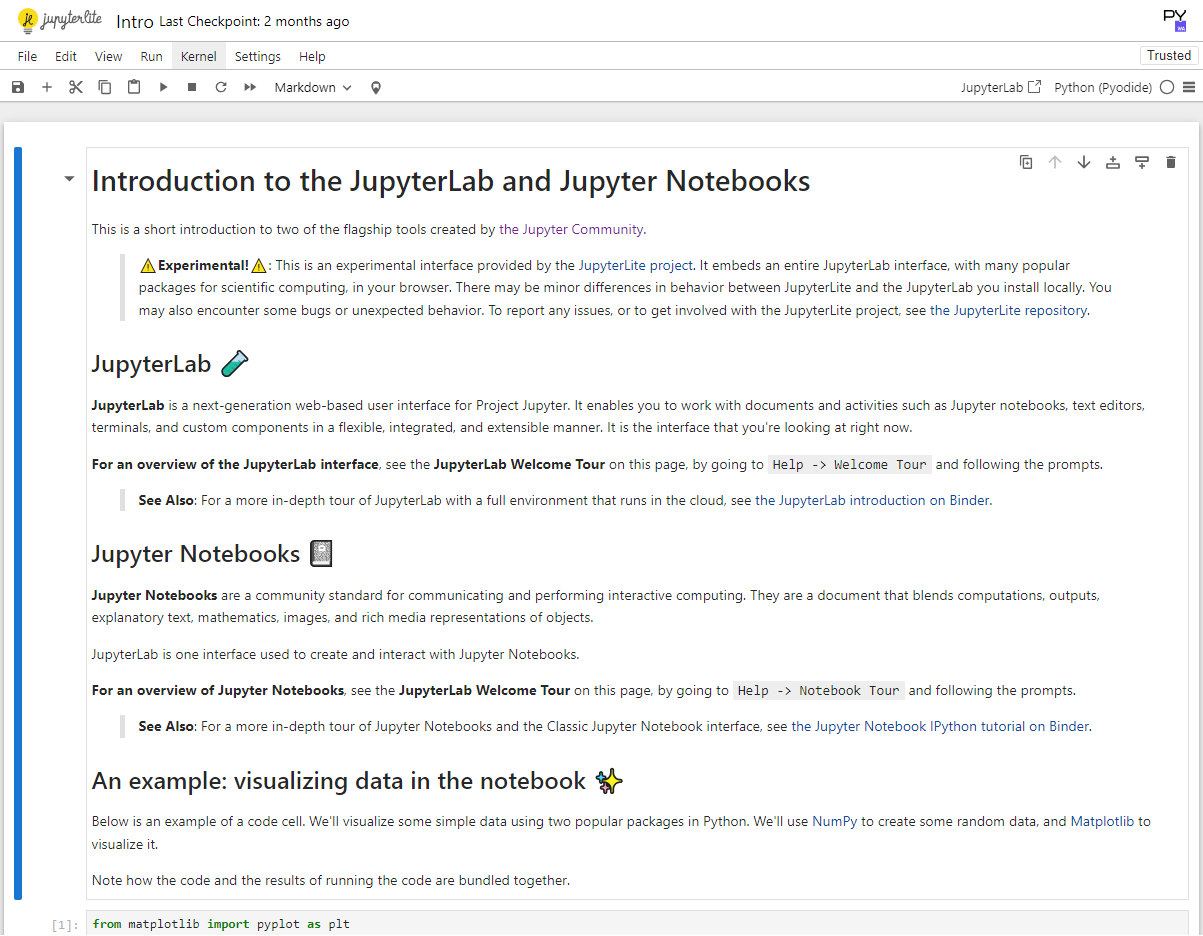 jupyterlite Intro Last Checkpoint: 2 months ago PY
File Edit View Run Kernel Settings Help Trusted
Markdown JupyterLab Python (Pyodide)
Introduction to the JupyterLab and Jupyter Notebooks
This is a short introduction to two of the flagship tools created by the Jupyter Community.
⚠️Experimental!⚠️: This is an experimental interface provided by the JupyterLite project. It embeds an entire JupyterLab interface, with many popular
packages for scientific computing, in your browser. There may be minor differences in behavior between JupyterLite and the JupyterLab you install locally. You
may also encounter some bugs or unexpected behavior. To report any issues, or to get involved with the JupyterLite project, see the JupyterLite repository.
JupyterLab 🧪
JupyterLab is a next-generation web-based user interface for Project Jupyter. It enables you to work with documents and activities such as Jupyter notebooks, text editors,
terminals, and custom components in a flexible, integrated, and extensible manner. It is the interface that you're looking at right now.
For an overview of the JupyterLab interface, see the JupyterLab Welcome Tour on this page, by going to Help -> Welcome Tour and following the prompts.
See Also: For a more in-depth tour of JupyterLab with a full environment that runs in the cloud, see the JupyterLab introduction on Binder.
Jupyter Notebooks 📓
Jupyter Notebooks are a community standard for communicating and performing interactive computing. They are a document that blends computations, outputs,
explanatory text, mathematics, images, and rich media representations of objects.
JupyterLab is one interface used to create and interact with Jupyter Notebooks.
For an overview of Jupyter Notebooks, see the JupyterLab Welcome Tour on this page, by going to Help -> Notebook Tour and following the prompts.
See Also: For a more in-depth tour of Jupyter Notebooks and the Classic Jupyter Notebook interface, see the Jupyter Notebook IPython tutorial on Binder.
An example: visualizing data in the notebook ✨
Below is an example of a code cell. We'll visualize some simple data using two popular packages in Python. We'll use NumPy to create some random data, and Matplotlib to
visualize it.
Note how the code and the results of running the code are bundled together.
[1]: from matplotlib import pyplot as plt